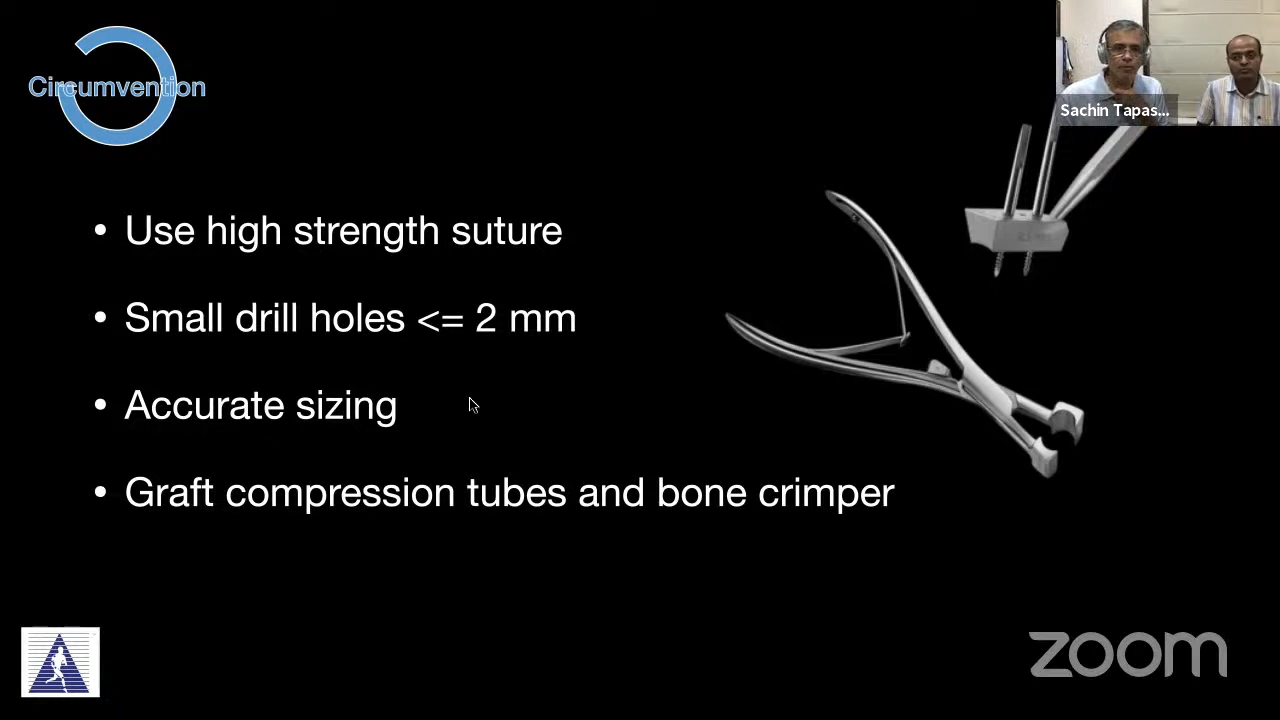 Circumvention
Sachin Tapas...
• Use high strength suture
• Small drill holes <= 2 mm
• Accurate sizing
• Graft compression tubes and bone crimper
zoom